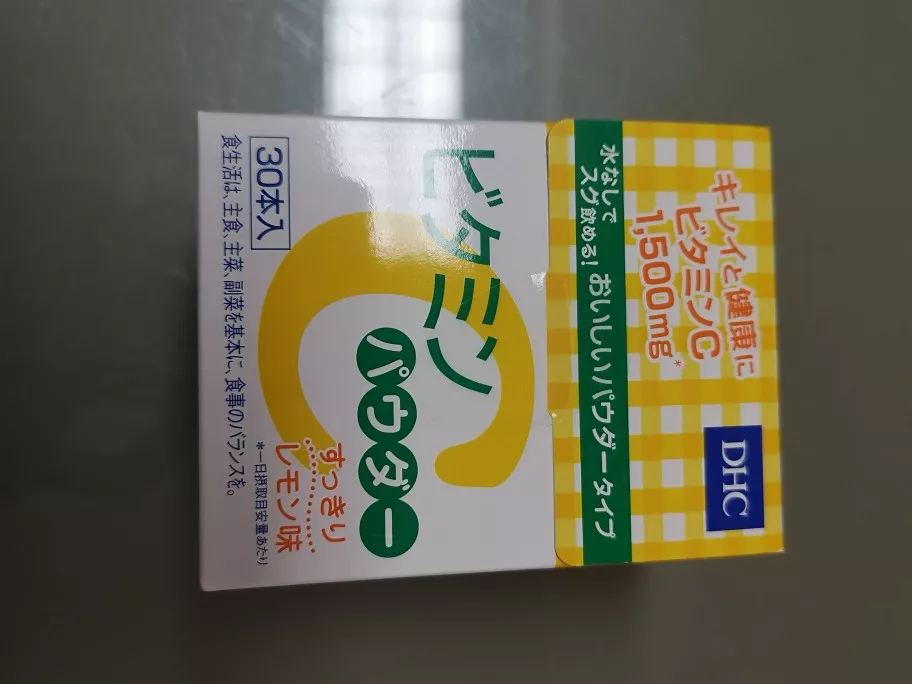 キレイと健康に
ビタミンC
1,500mg*
DHC
水なしで
スグ飲める!
おいしいパウダータイプ
ビタミン
C
パウダー
すっきり
レモン味
30本入
*一日摂取目安量あたり
食生活は、主食、主菜、副菜を基本に、食事のバランスを。